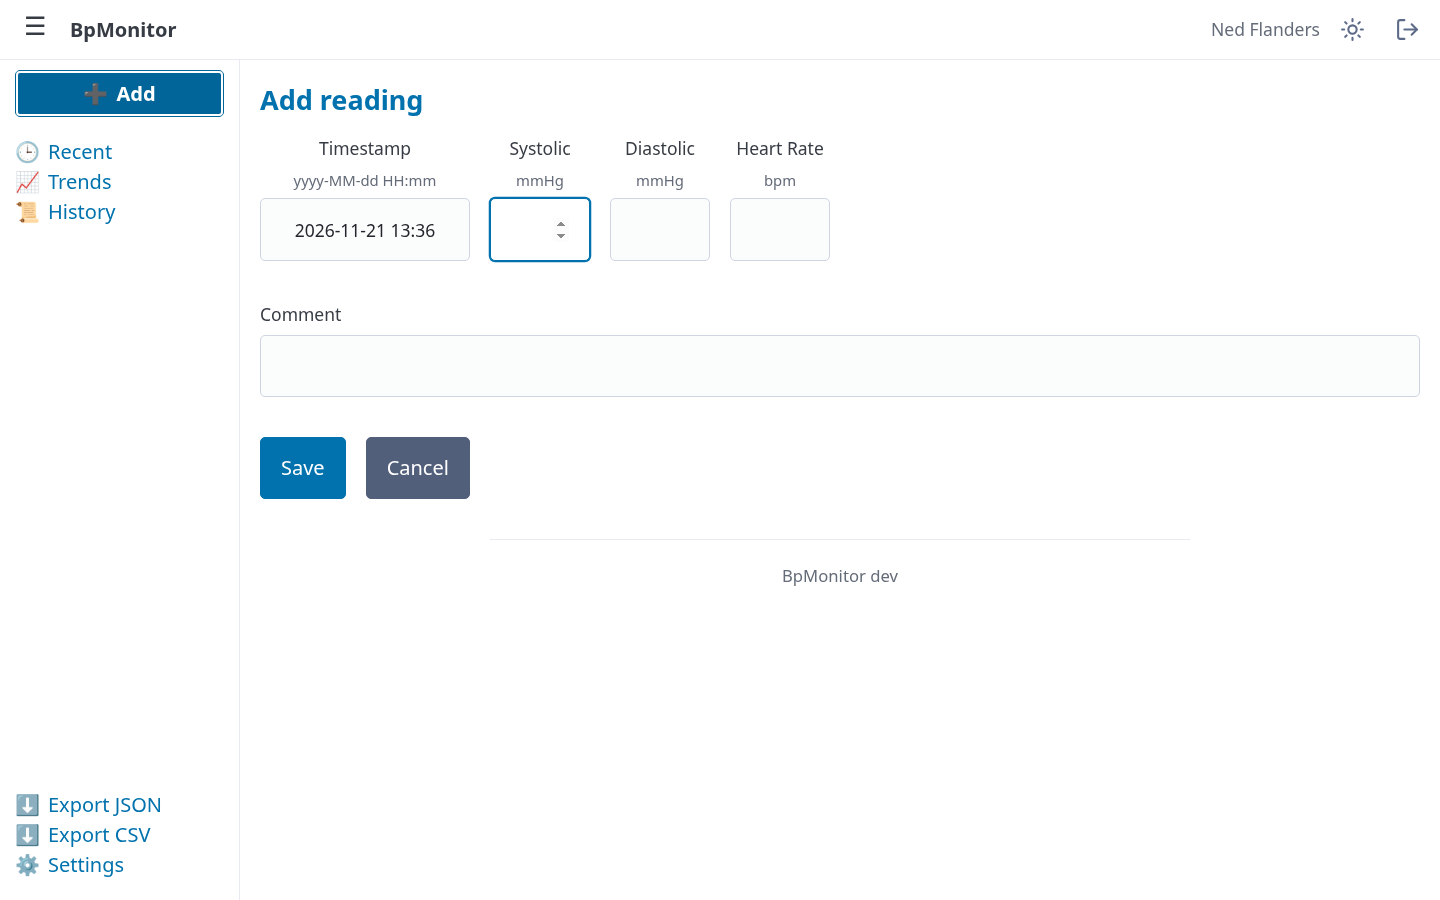 ☰ BpMonitor Ned Flanders
➕ Add
🕒 Recent
📈 Trends
📜 History
Add reading
Timestamp Systolic Diastolic Heart Rate
yyyy-MM-dd HH:mm mmHg mmHg bpm
2026-11-21 13:36
Comment
Save Cancel
BpMonitor dev
⬇️ Export JSON
⬇️ Export CSV
⚙️ Settings